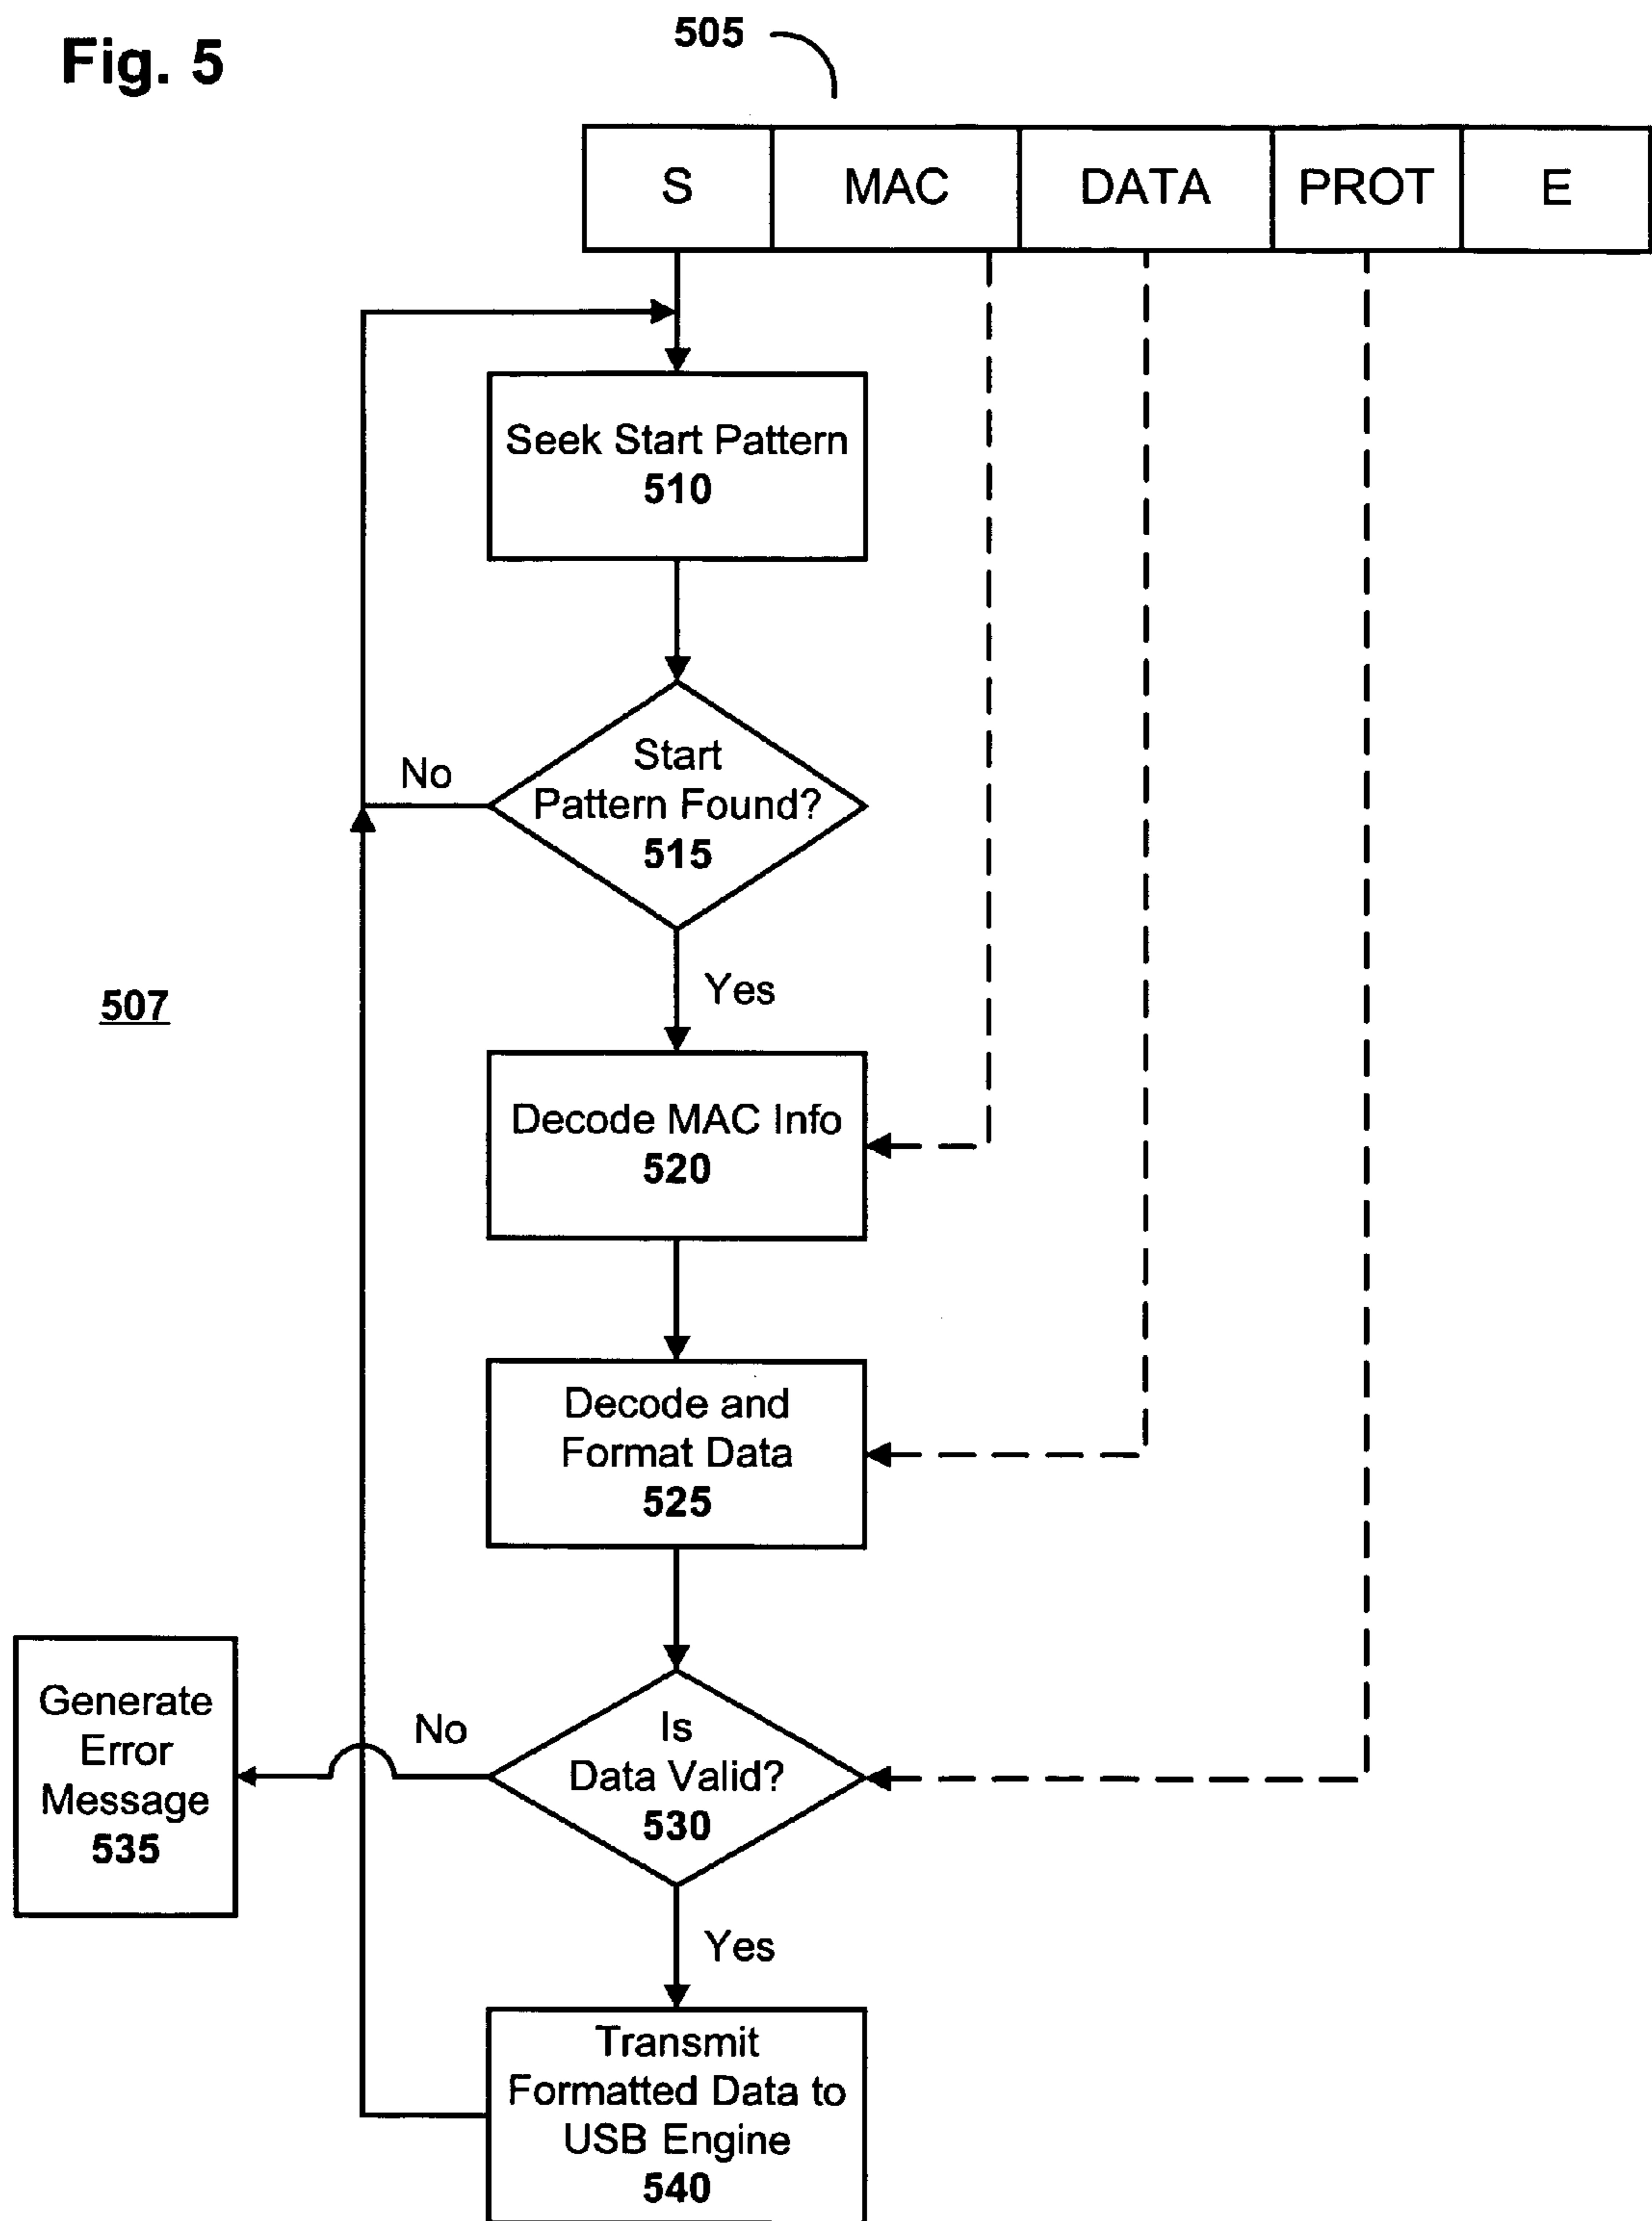 Fig. 5
505
S MAC DATA PROT E
Seek Start Pattern
510
Start
Pattern Found?
515
No
Yes
507
Decode MAC Info
520
Decode and
Format Data
525
Is
Data Valid?
530
No
Generate
Error
Message
535
Yes
Transmit
Formatted Data to
USB Engine
540